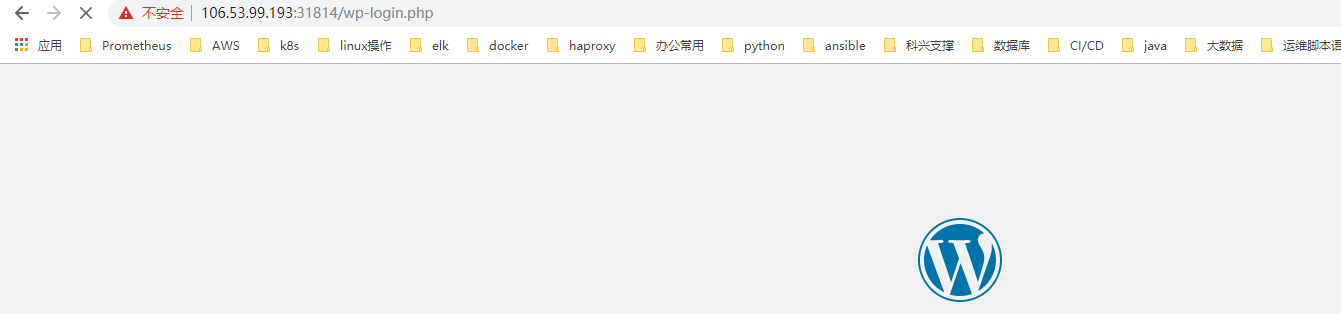 不安全 106.53.99.193:31814/wp-login.php
应用 Prometheus AWS k8s linux操作 elk docker haproxy 办公常用 python ansible 科兴支撑 数据库 CI/CD java 大数据 运维脚本语